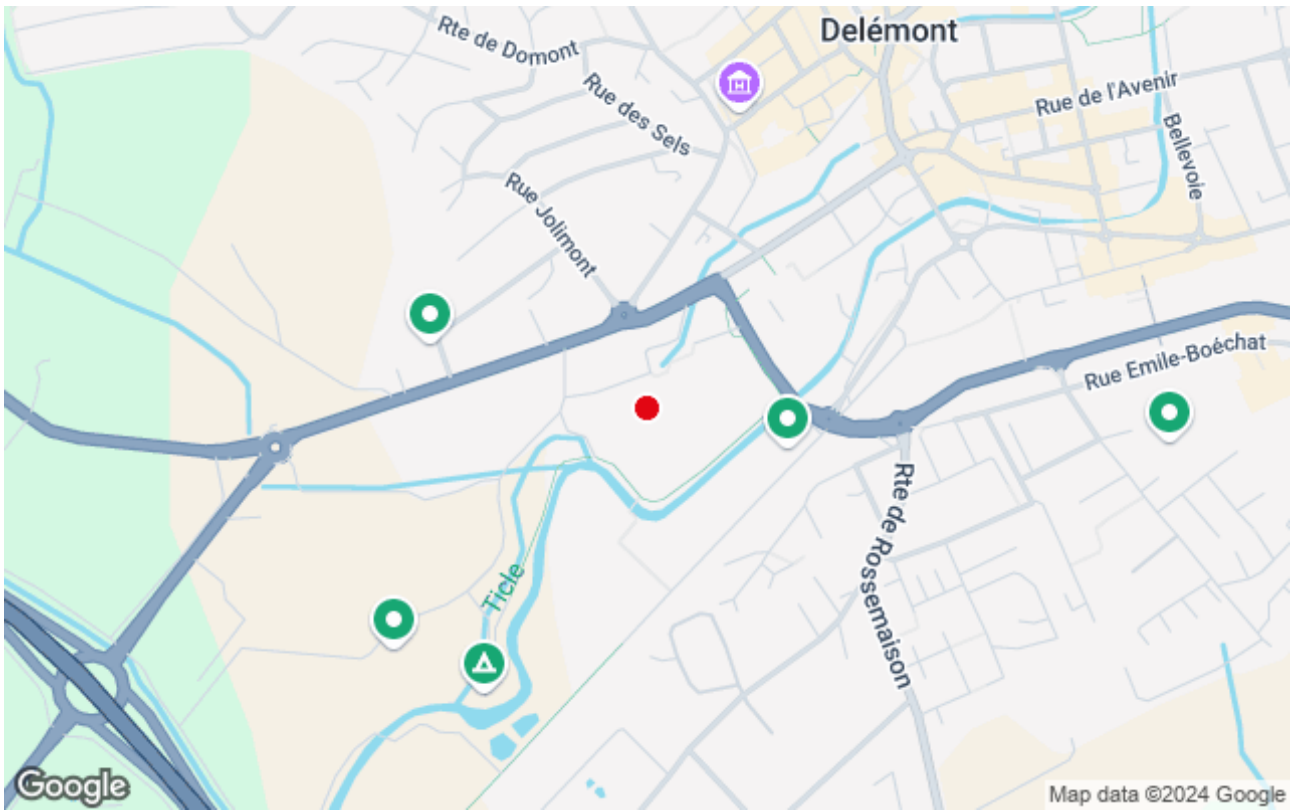 Delémont
Rte de Domont
Rue des Sels
Rue de l'Avenir
Bellevoie
Rue Jolimont
Rue Emile-Boéchat
Rte de Rossemaison
Ticle
Google
Map data ©2024 Google